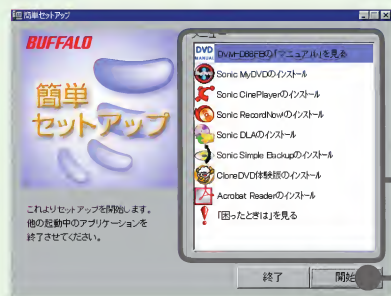 簡単セットアップ
メニュー
BUFFALO
簡単
セットアップ
これよりセットアップを開始します。
他の起動中のアプリケーションを
終了させてください。
DVD
MANUAL
DVM-D88FBの「マニュアル」を見る
Sonic MyDVDのインストール
Sonic CinePlayerのインストール
Sonic RecordNow!のインストール
Sonic DLAのインストール
Sonic Simple Backupのインストール
CloneDVD体験版のインストール
Acrobat Readerのインストール
「困ったときは」を見る
終了
開始